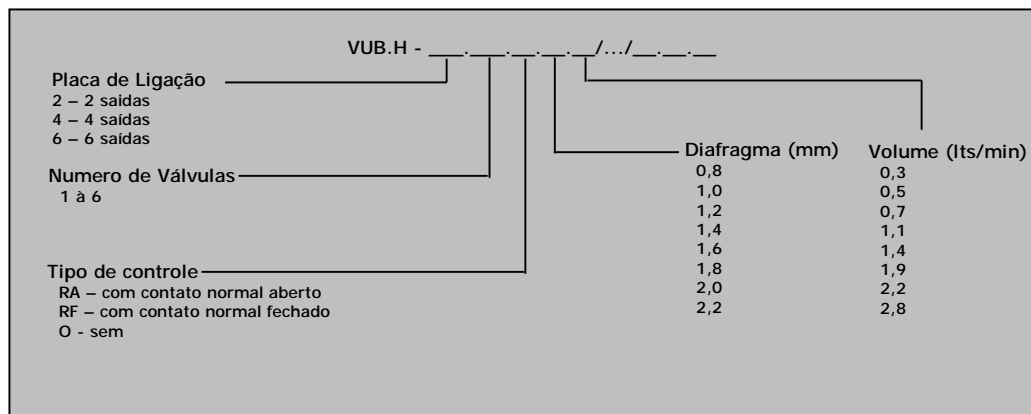 VUB.H - ___.___.__.__.__/.../__.__.__
Placa de Ligação
2 – 2 saidas
4 – 4 saídas
6 – 6 saídas
Numero de Válvulas
1 à 6
Tipo de controle
RA – com contato normal aberto
RF – com contato normal fechado
O - sem
Diafragma (mm)
0,8
1,0
1,2
1,4
1,6
1,8
2,0
2,2
Volume (lts/min)
0,3
0,5
0,7
1,1
1,4
1,9
2,2
2,8